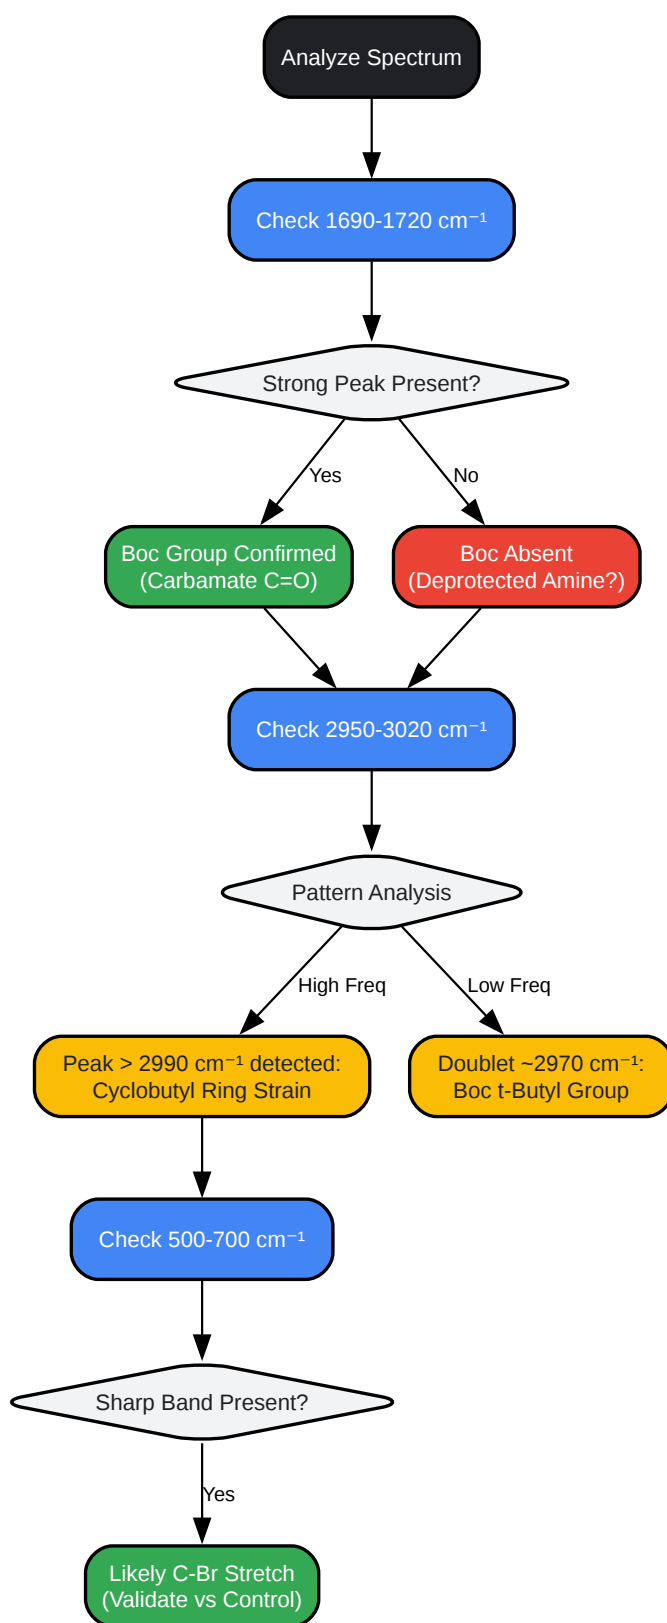 Analyze Spectrum
Check 1690-1720 cm⁻¹
Strong Peak Present?
Yes
No
Boc Group Confirmed
(Carbamate C=O)
Boc Absent
(Deprotected Amine?)
Check 2950-3020 cm⁻¹
Pattern Analysis
High Freq
Low Freq
Peak > 2990 cm⁻¹ detected:
Cyclobutyl Ring Strain
Doublet ~2970 cm⁻¹:
Boc t-Butyl Group
Check 500-700 cm⁻¹
Sharp Band Present?
Yes
Likely C-Br Stretch
(Validate vs Control)